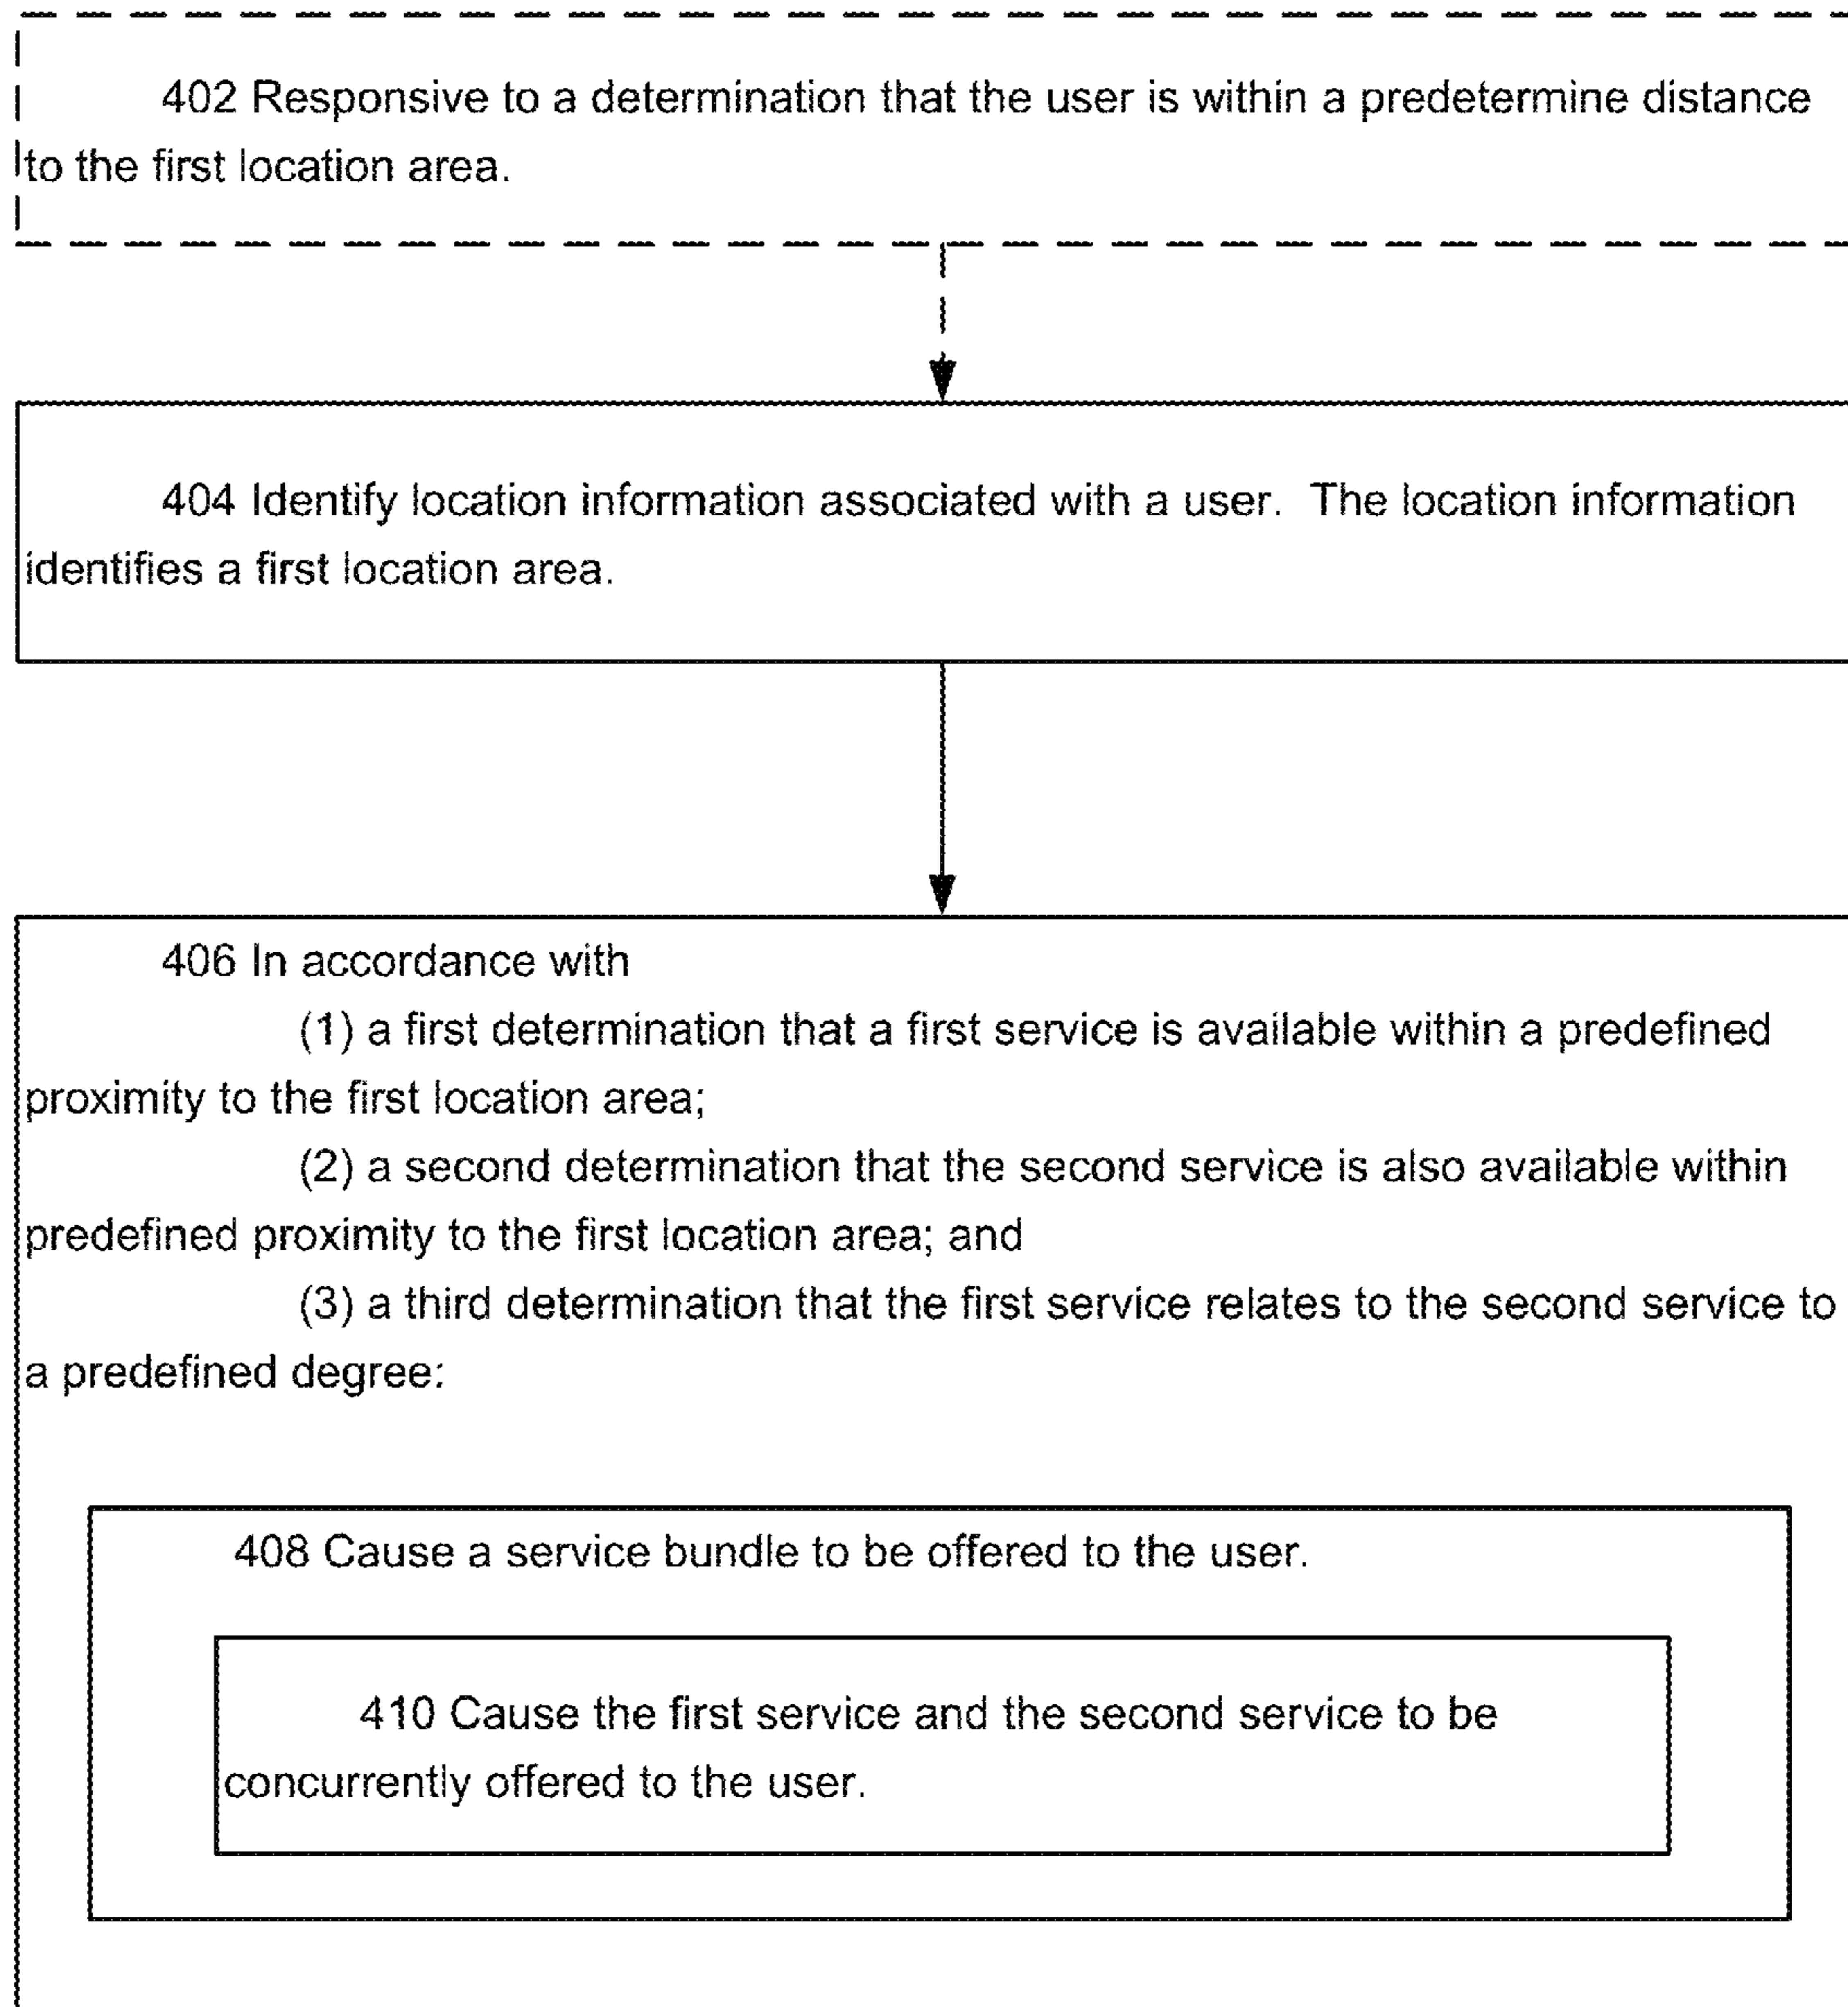 402 Responsive to a determination that the user is within a predetermine distance
to the first location area.
404 Identify location information associated with a user.  The location information
identifies a first location area.
406 In accordance with
(1) a first determination that a first service is available within a predefined
proximity to the first location area;
(2) a second determination that the second service is also available within
predefined proximity to the first location area; and
(3) a third determination that the first service relates to the second service to
a predefined degree:
408 Cause a service bundle to be offered to the user.
410 Cause the first service and the second service to be
concurrently offered to the user.